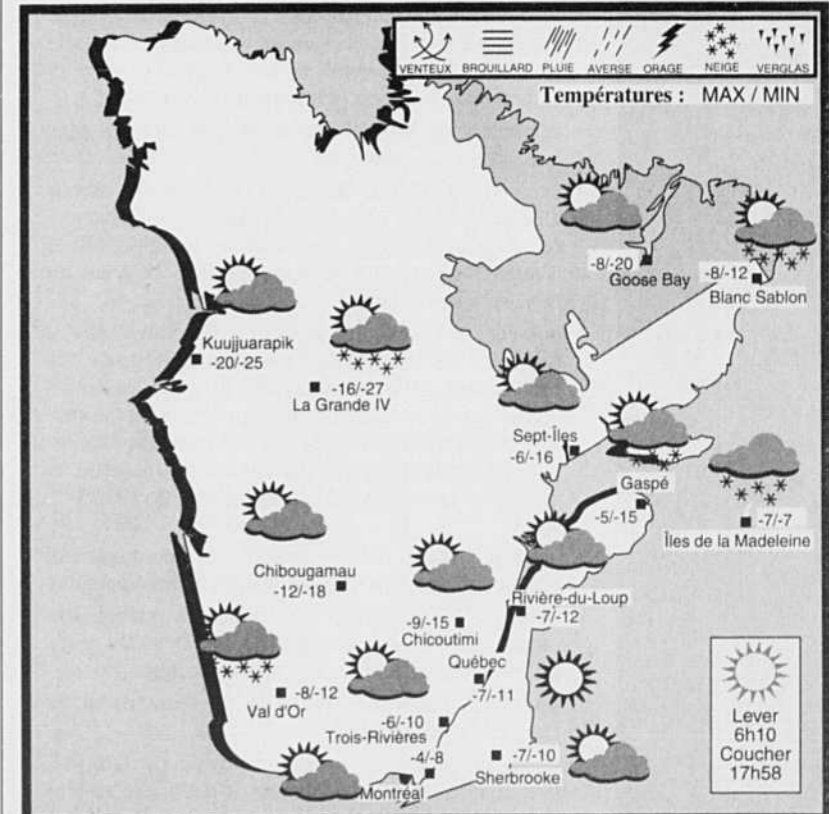 VENTEUX BROUILLARD PLUIE AVERSE ORAGE NEIGE VERGLAS
Températures : MAX / MIN
-8/-20
Goose Bay
-8/-12
Blanc Sablon
Kuujjuarapik
-20/-25
-16/-27
La Grande IV
Sept-Îles
-6/-16
Gaspé
-5/-15
-7/-7
Îles de la Madeleine
Chibougamau
-12/-18
Rivière-du-Loup
-7/-12
-9/-15
Chicoutimi
Québec
-7/-11
-8/-12
Val d'Or
-6/-10
Trois-Rivières
-4/-8
Montréal
-7/-10
Sherbrooke
Lever
6h10
Coucher
17h58